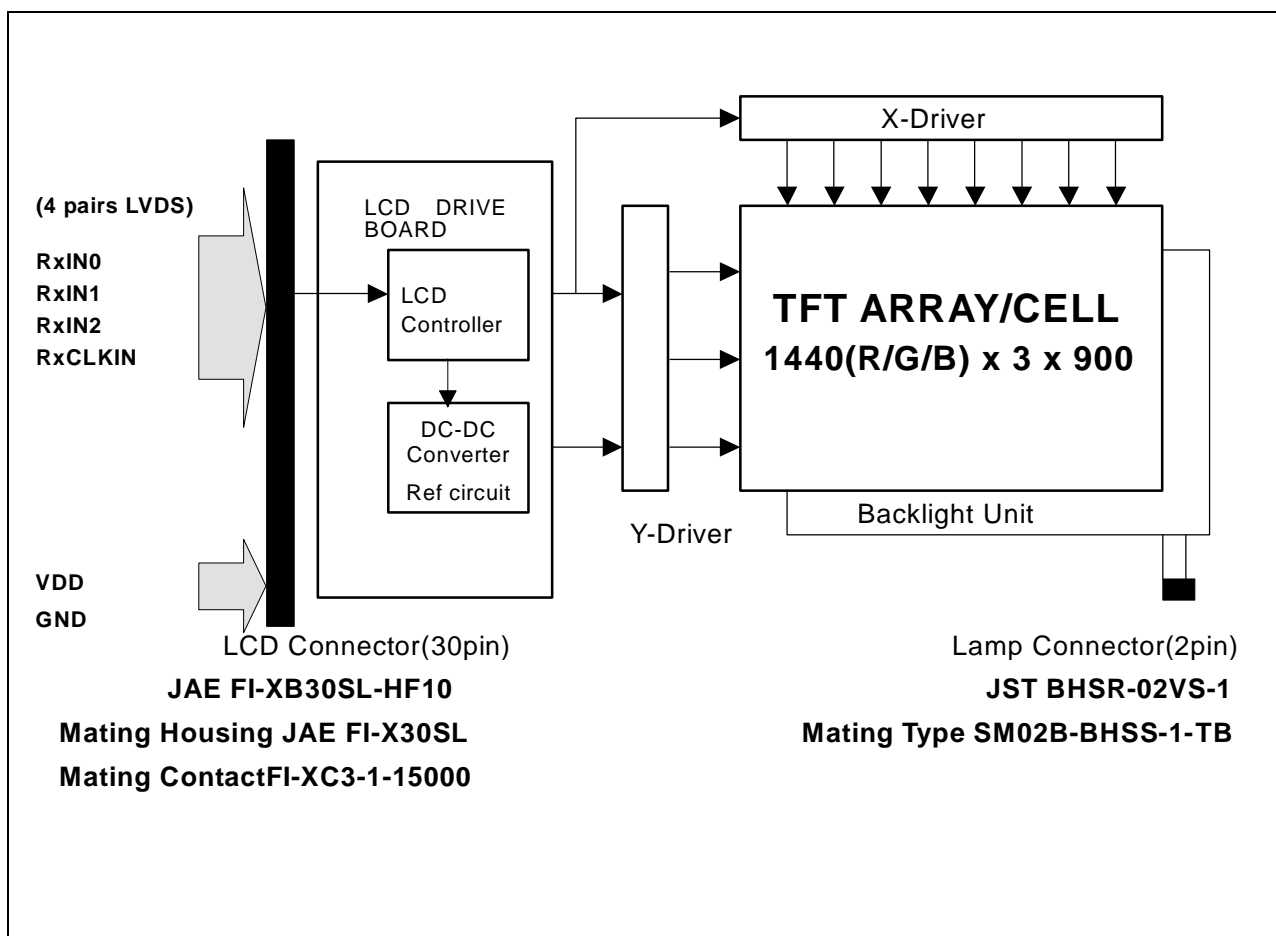 X-Driver
(4 pairs LVDS)
RxIN0
RxIN1
RxIN2
RxCLKIN
LCD DRIVE
BOARD
LCD
Controller
DC-DC
Converter
Ref circuit
TFT ARRAY/CELL
1440(R/G/B) x 3 x 900
Y-Driver
Backlight Unit
VDD
GND
LCD Connector(30pin)
JAE FI-XB30SL-HF10
Mating Housing JAE FI-X30SL
Mating ContactFI-XC3-1-15000
Lamp Connector(2pin)
JST BHSR-02VS-1
Mating Type SM02B-BHSS-1-TB